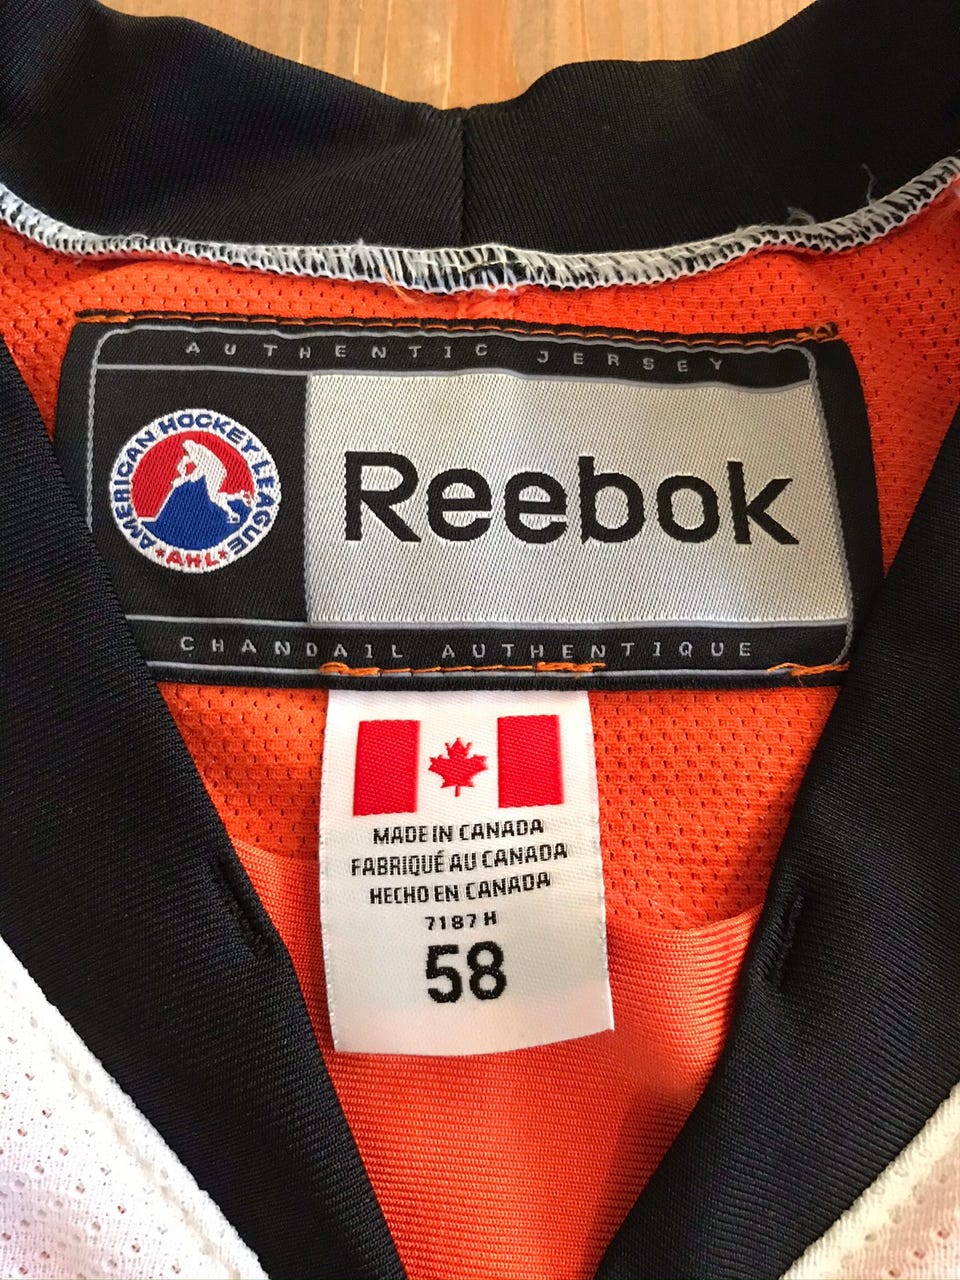 AUTHENTIC JERSEY
AMERICAN HOCKEY LEAGUE
AHL
Reebok
CHANDAIL AUTHENTIQUE
MADE IN CANADA
FABRIQUÉ AU CANADA
HECHO EN CANADA
7187 H
58